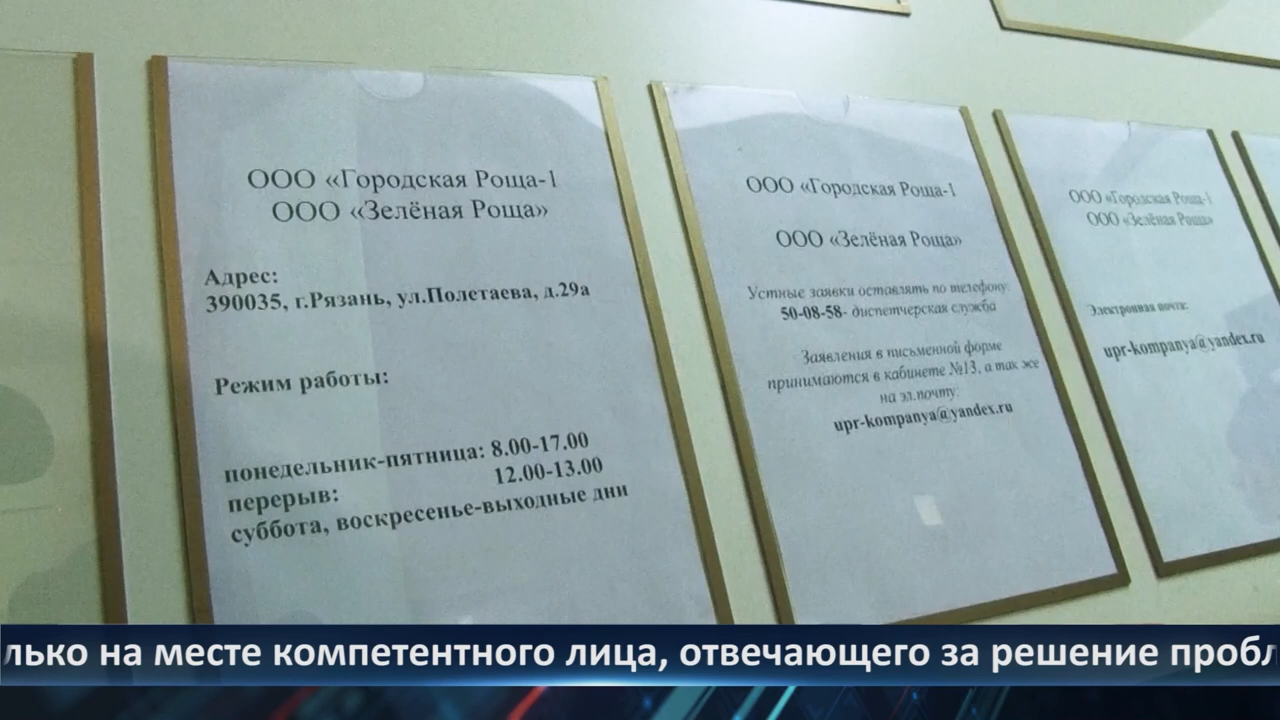 ООО «Городская Роща-1
ООО «Зелёная Роща»
Адрес:
390035, г.Рязань, ул.Полетаева, д.29а
Режим работы:
понедельник-пятница: 8.00-17.00
перерыв: 12.00-13.00
суббота, воскресенье-выходные дни
ООО «Городская Роща-1
ООО «Зелёная Роща»
Устные заявки оставлять по телефону:
50-08-58- диспетчерская служба
Заявления в письменной форме
принимаются в кабинете №13, а так же
на эл.почту:
upr-kompanya@yandex.ru
ООО «Городская Роща-1
ООО «Зелёная Роща»
Электронная почта:
upr-kompanya@yandex.ru
лько на месте компетентного лица, отвечающего за решение пробл